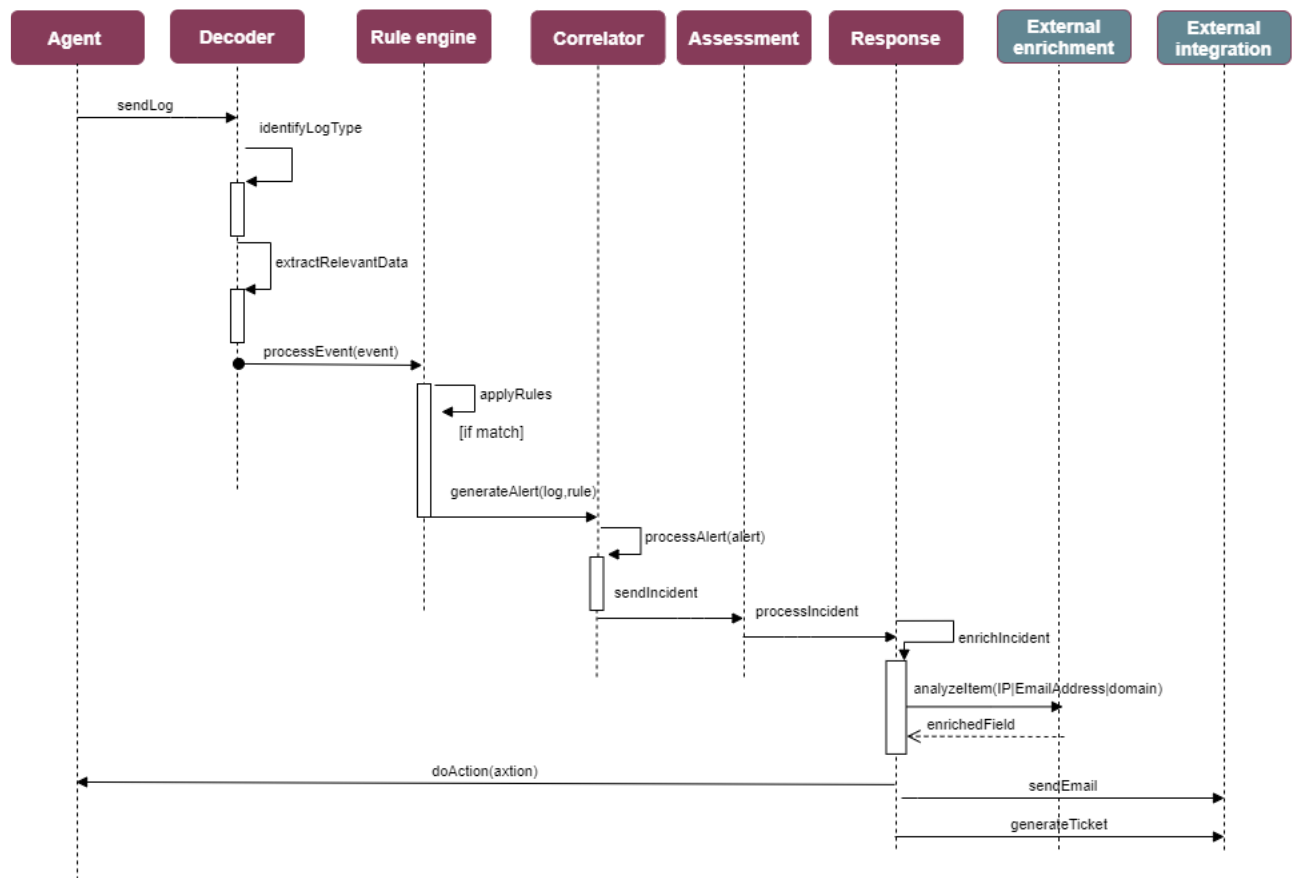 Agent
Decoder
Rule engine
Correlator
Assessment
Response
External
enrichment
External
integration
sendLog
identifyLogType
extractRelevantData
processEvent(event)
applyRules
[if match]
generateAlert(log,rule)
processAlert(alert)
sendIncident
processIncident
enrichIncident
analyzeItem(IP|EmailAddress|domain)
enrichedField
doAction(axtion)
sendEmail
generateTicket